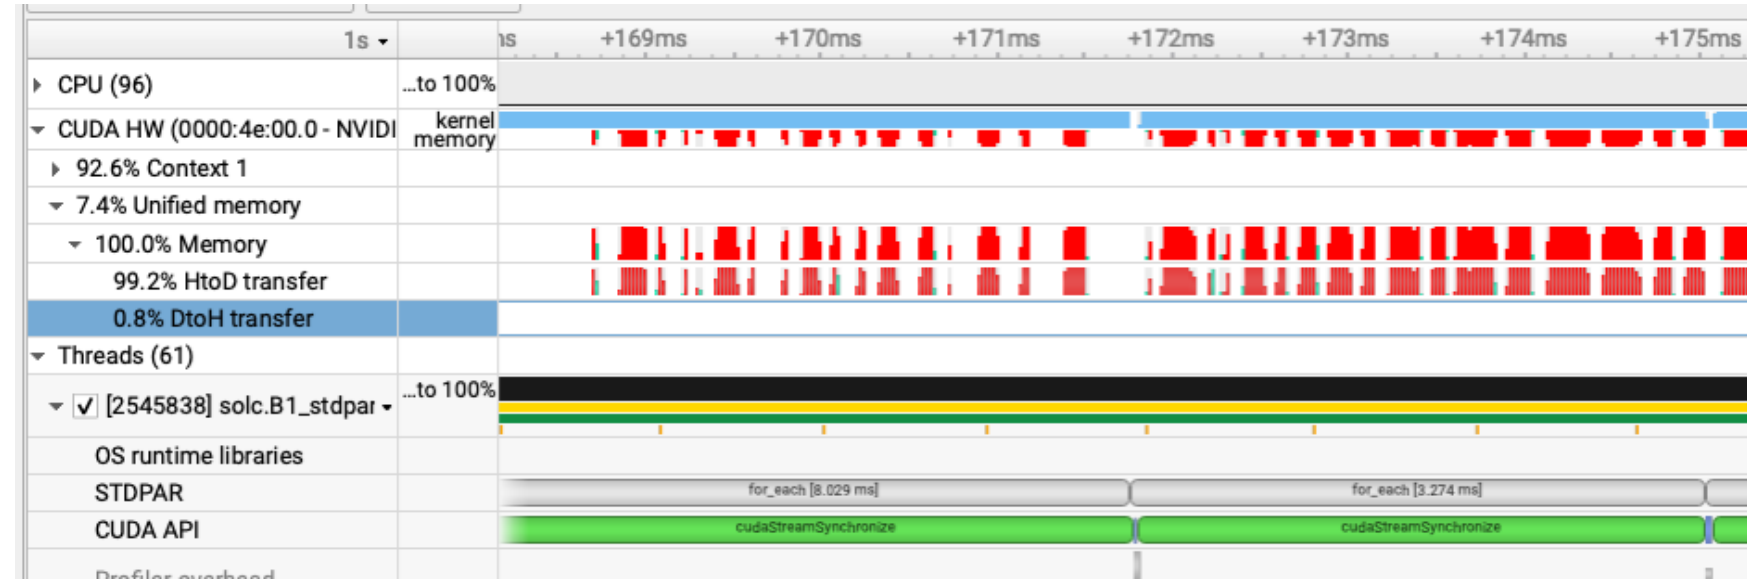 1s ns +169ms +170ms +171ms +172ms +173ms +174ms +175ms
CPU (96) ...to 100%
CUDA HW (0000:4e:00.0 - NVIDI kernel
memory
92.6% Context 1
7.4% Unified memory
100.0% Memory
99.2% HtoD transfer
0.8% DtoH transfer
Threads (61)
[2545838] solc.B1_stdpar ...to 100%
OS runtime libraries
STDPAR for_each [8.029 ms] for_each [3.274 ms]
CUDA API cudaStreamSynchronize cudaStreamSynchronize
Profiler overhead